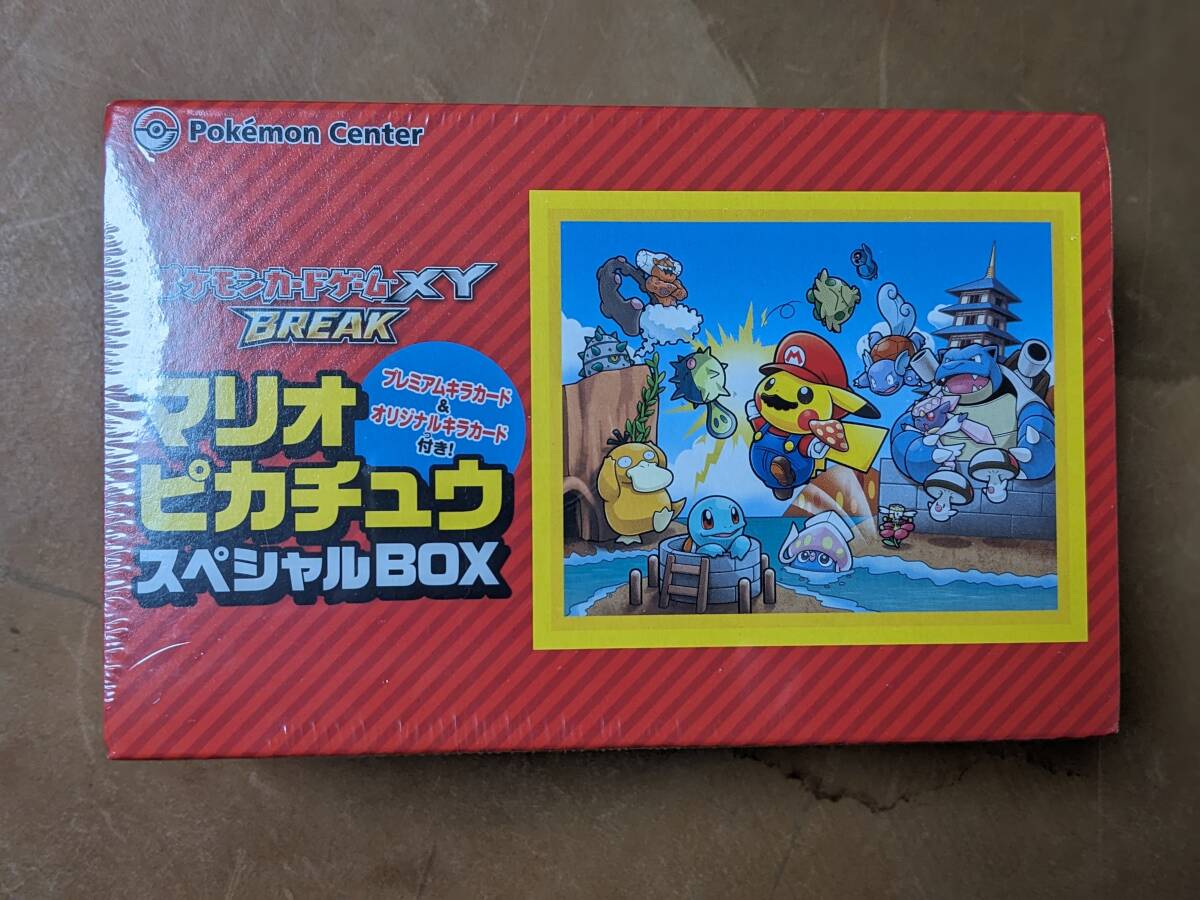 Pokémon Center
ポケモンカードゲームXY
BREAK
プレミアムキラカード
&
オリジナルキラカード
付き!
マリオ
ピカチュウ
スペシャルBOX
M